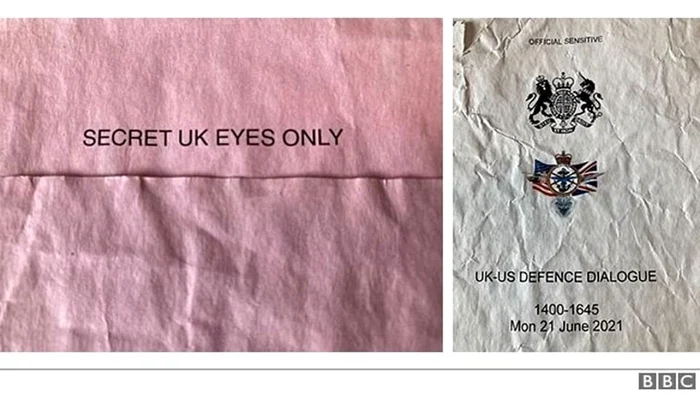 SECRET UK EYES ONLY
OFFICIAL SENSITIVE
UK-US DEFENCE DIALOGUE
1400-1645
Mon 21 June 2021
BBC